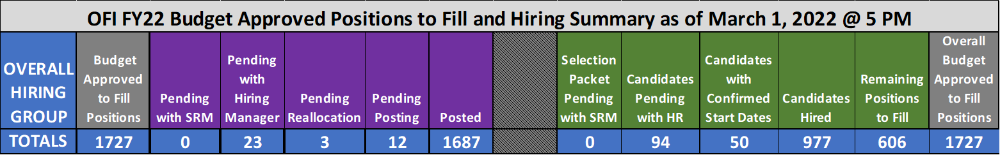 OFI FY22 Budget Approved Positions to Fill and Hiring Summary as of March 1, 2022 @ 5 PM
OVERALL
HIRING
GROUP
Budget
Approved
to Fill
Positions
Pending
with SRM
Pending
with
Hiring
Manager
Pending
Reallocation
Pending
Posting
Posted
Selection
Packet
Pending
with SRM
Candidates
Pending
with HR
Candidates
with
Confirmed
Start Dates
Candidates
Hired
Remaining
Positions
to Fill
Overall
Budget
Approved
to Fill
Positions
TOTALS 1727 0 23 3 12 1687 0 94 50 977 606 1727